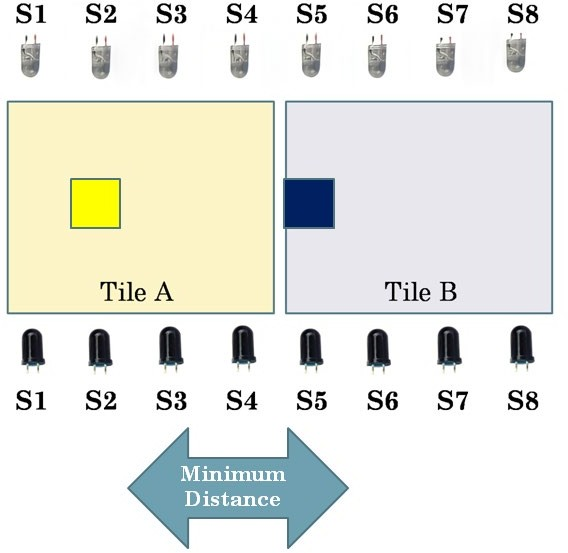 S1 S2 S3 S4 S5 S6 S7 S8
Tile A Tile B
S1 S2 S3 S4 S5 S6 S7 S8
Minimum
Distance